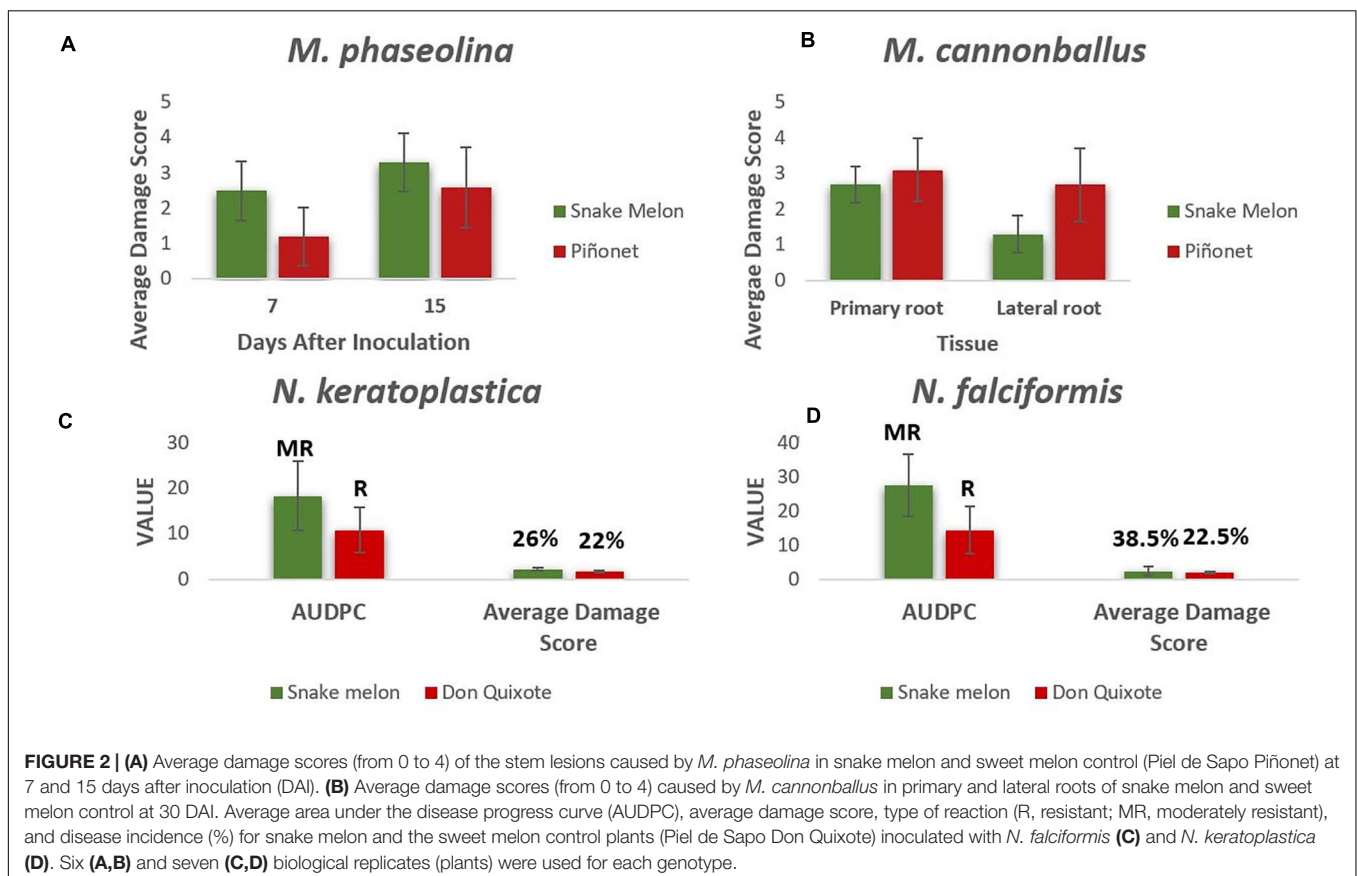 A
M. phaseolina
Average Damage Score
5
4
3
2
1
0
7
15
Days After Inoculation
Snake Melon
Piñonet
B
M. cannonballus
Avergae Damage Score
5
4
3
2
1
0
Primary root
Lateral root
Tissue
Snake Melon
Piñonet
C
N. keratoplastica
VALUE
30
20
10
0
MR
R
26%
22%
AUDPC
Average Damage
Score
Snake melon
Don Quixote
D
N. falciformis
VALUE
40
30
20
10
0
MR
R
38.5%
22.5%
AUDPC
Average Damage
Score
Snake melon
Don Quixote
FIGURE 2 | (A) Average damage scores (from 0 to 4) of the stem lesions caused by M. phaseolina in snake melon and sweet melon control (Piel de Sapo Piñonet) at
7 and 15 days after inoculation (DAI). (B) Average damage scores (from 0 to 4) caused by M. cannonballus in primary and lateral roots of snake melon and sweet
melon control at 30 DAI. Average area under the disease progress curve (AUDPC), average damage score, type of reaction (R, resistant; MR, moderately resistant),
and disease incidence (%) for snake melon and the sweet melon control plants (Piel de Sapo Don Quixote) inoculated with N. falciformis (C) and N. keratoplastica
(D). Six (A,B) and seven (C,D) biological replicates (plants) were used for each genotype.